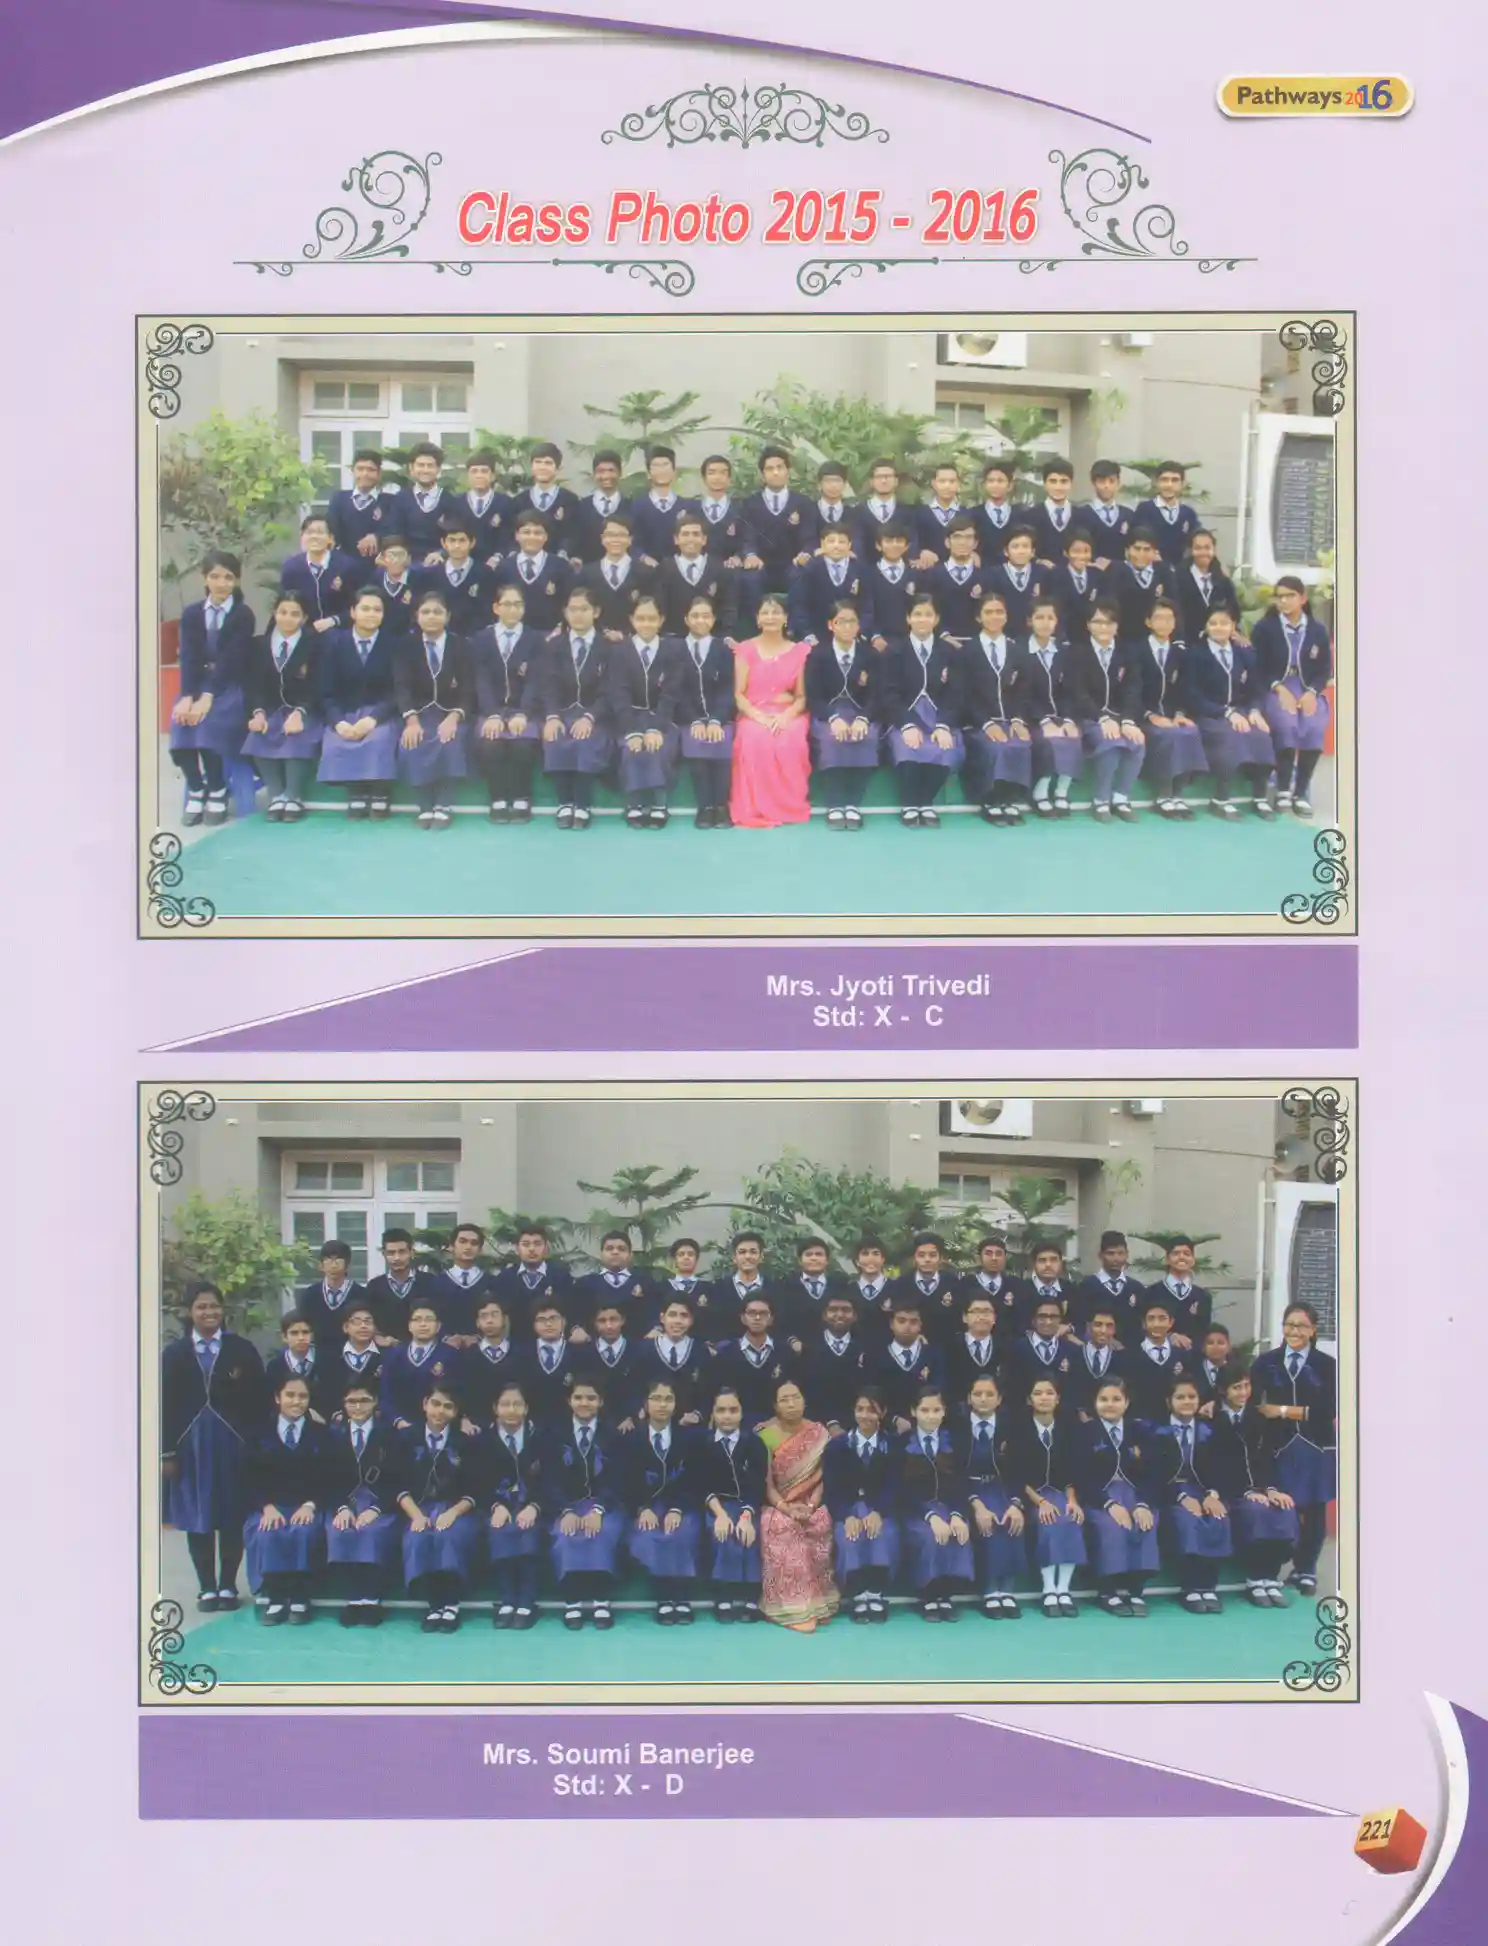 Pathways 2016
Class Photo 2015 - 2016
Mrs. Jyoti Trivedi
Std: X - C
Mrs. Soumi Banerjee
Std: X - D
221